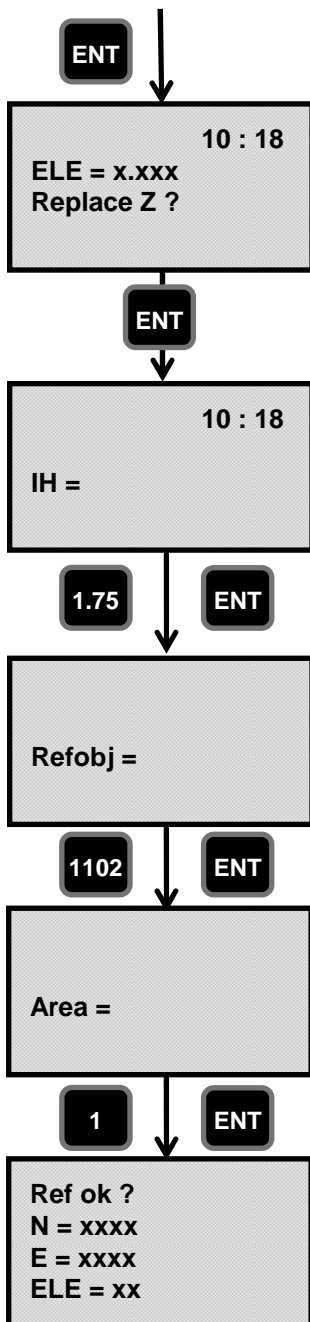 ENT
10 : 18
ELE = x.xxx
Replace Z ?
ENT
10 : 18
IH =
1.75 ENT
Refobj =
1102 ENT
Area =
1 ENT
Ref ok ?
N = xxxx
E = xxxx
ELE = xx